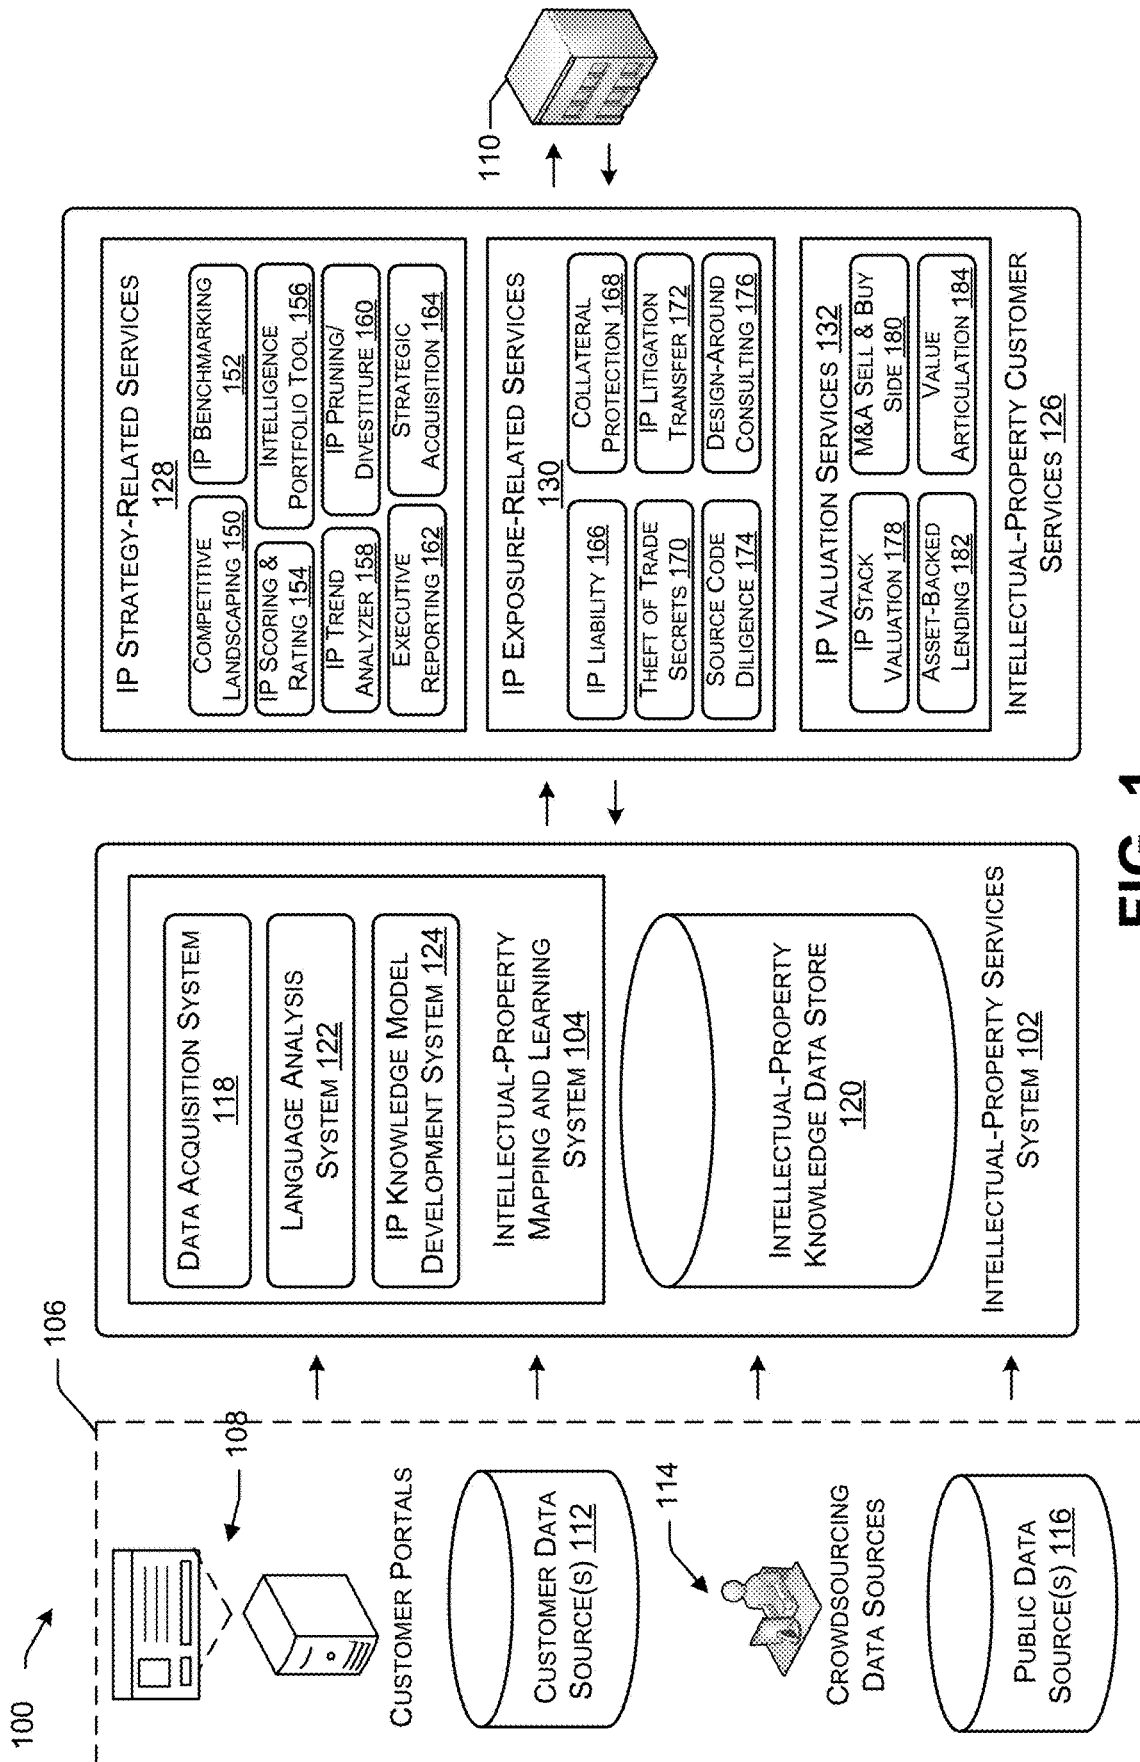 100
106
108
CUSTOMER PORTALS
CUSTOMER DATA
SOURCE(S) 112
114
CROWDSOURCING
DATA SOURCES
PUBLIC DATA
SOURCE(S) 116
DATA ACQUISITION SYSTEM
118
LANGUAGE ANALYSIS
SYSTEM 122
IP KNOWLEDGE MODEL
DEVELOPMENT SYSTEM 124
INTELLECTUAL-PROPERTY
MAPPING AND LEARNING
SYSTEM 104
INTELLECTUAL-PROPERTY
KNOWLEDGE DATA STORE
120
INTELLECTUAL-PROPERTY SERVICES
SYSTEM 102
IP STRATEGY-RELATED SERVICES
128
COMPETITIVE
LANDSCAPING 150
IP BENCHMARKING
152
IP SCORING &
RATING 154
INTELLIGENCE
PORTFOLIO TOOL 156
IP TREND
ANALYZER 158
IP PRUNING/
DIVESTITURE 160
EXECUTIVE
REPORTING 162
STRATEGIC
ACQUISITION 164
IP EXPOSURE-RELATED SERVICES
130
IP LIABILITY 166
COLLATERAL
PROTECTION 168
THEFT OF TRADE
SECRETS 170
IP LITIGATION
TRANSFER 172
SOURCE CODE
DILIGENCE 174
DESIGN-AROUND
CONSULTING 176
IP VALUATION SERVICES 132
IP STACK
VALUATION 178
M&A SELL & BUY
SIDE 180
ASSET-BACKED
LENDING 182
VALUE
ARTICULATION 184
INTELLECTUAL-PROPERTY CUSTOMER
SERVICES 126
110
FIG. 1